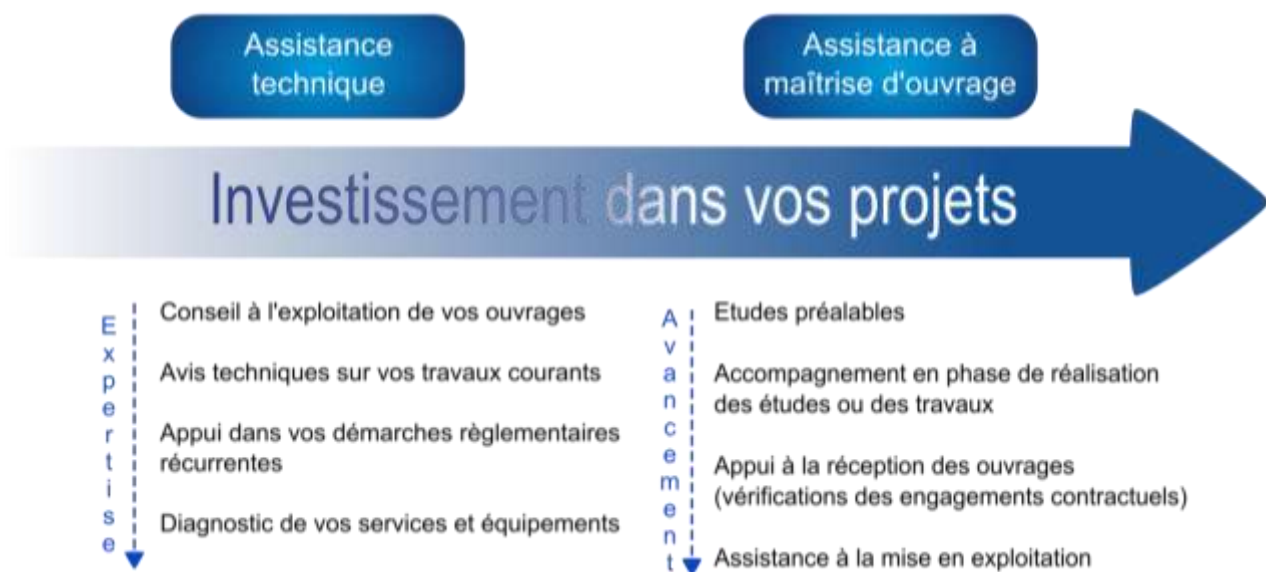 Assistance
technique
Assistance à
maîtrise d'ouvrage
Investissement dans vos projets
Expertise
Conseil à l'exploitation de vos ouvrages
Avis techniques sur vos travaux courants
Appui dans vos démarches règlementaires
récurrentes
Diagnostic de vos services et équipements
Avancement
Etudes préalables
Accompagnement en phase de réalisation
des études ou des travaux
Appui à la réception des ouvrages
(vérifications des engagements contractuels)
Assistance à la mise en exploitation